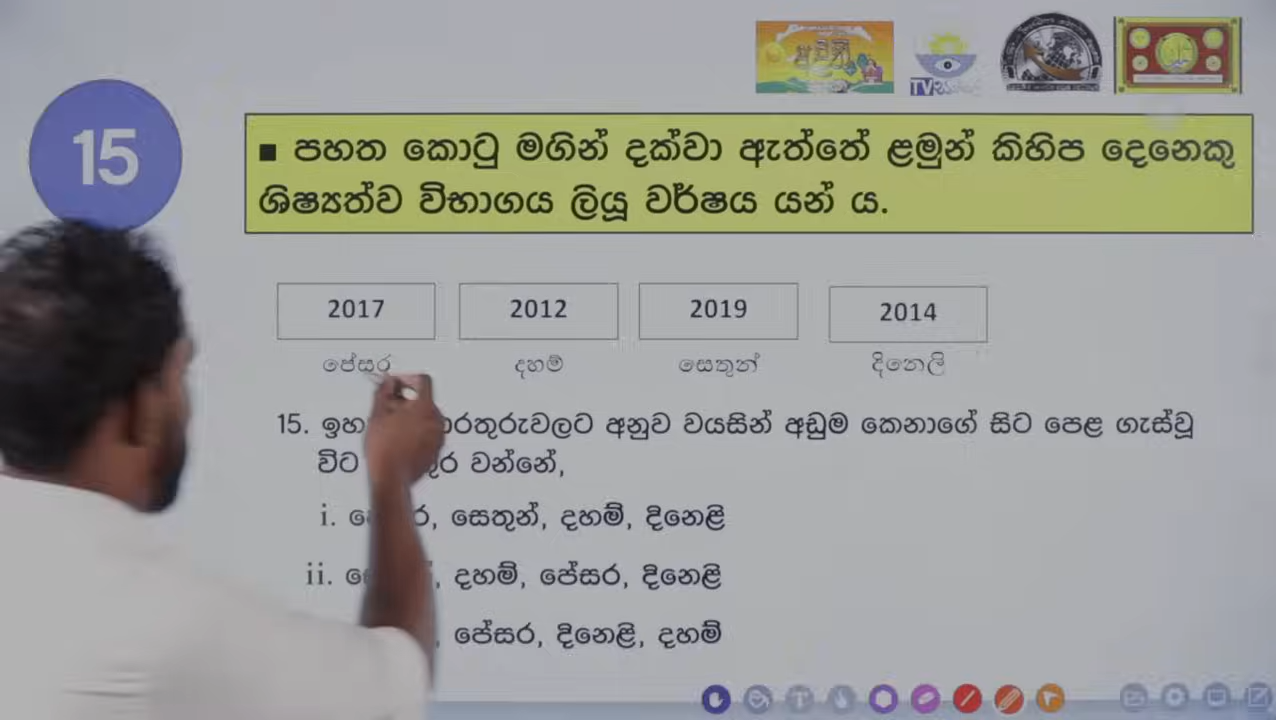 15
■ පහත කොටු මගින් දක්වා ඇත්තේ ළමුන් කිහිප දෙනෙකු
ශිෂ්‍යත්ව විභාගය ලියූ වර්ෂය යන් ය.
2017 2012 2019 2014
පේසර දහම් සෙතුන් දිනෙලි
15. අනුව වයසින් අඩුම කෙනාගේ සිට පෙළ ගැස්වූ
විට වන්නේ,
i. සෙතුන්, දහම්, දිනෙළි
ii. දහම්, පේසර, දිනෙළි
පේසර, දිනෙළි, දහම්